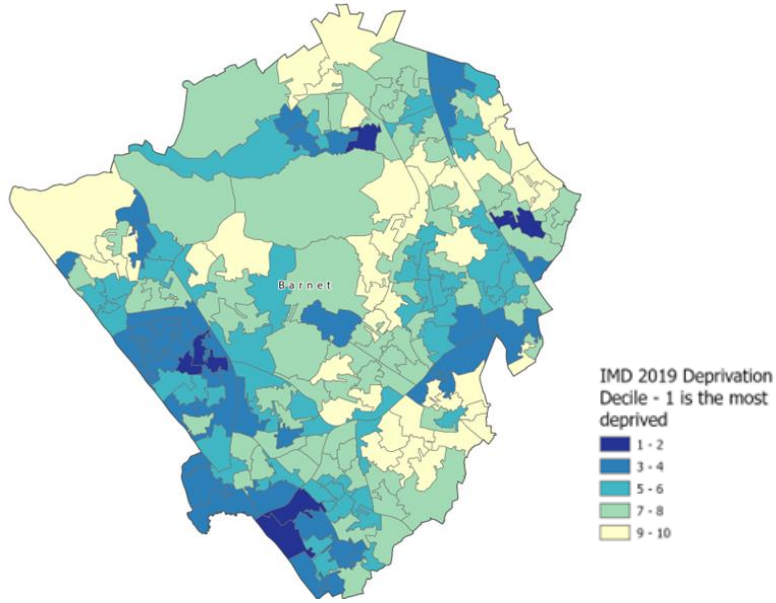 Barnet
IMD 2019 Deprivation
Decile - 1 is the most
deprived
1 - 2
3 - 4
5 - 6
7 - 8
9 - 10